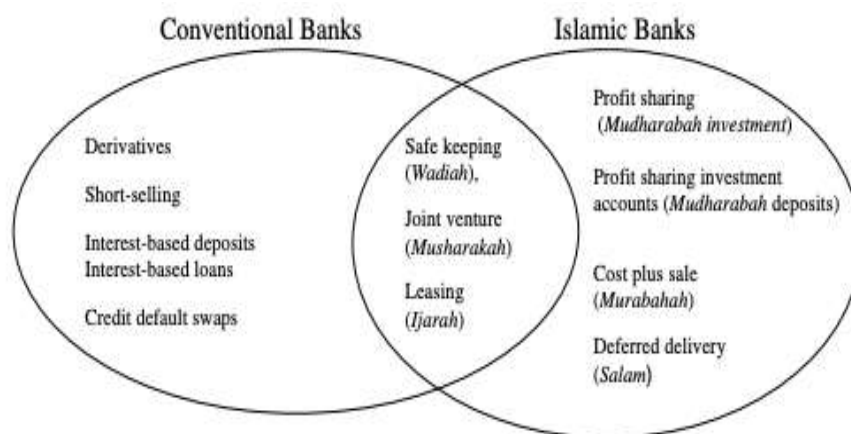 Conventional Banks
Islamic Banks
Derivatives
Short-selling
Interest-based deposits
Interest-based loans
Credit default swaps
Safe keeping
(Wadiah),
Joint venture
(Musharakah)
Leasing
(Ijarah)
Profit sharing
(Mudharabah investment)
Profit sharing investment
accounts (Mudharabah deposits)
Cost plus sale
(Murabahah)
Deferred delivery
(Salam)